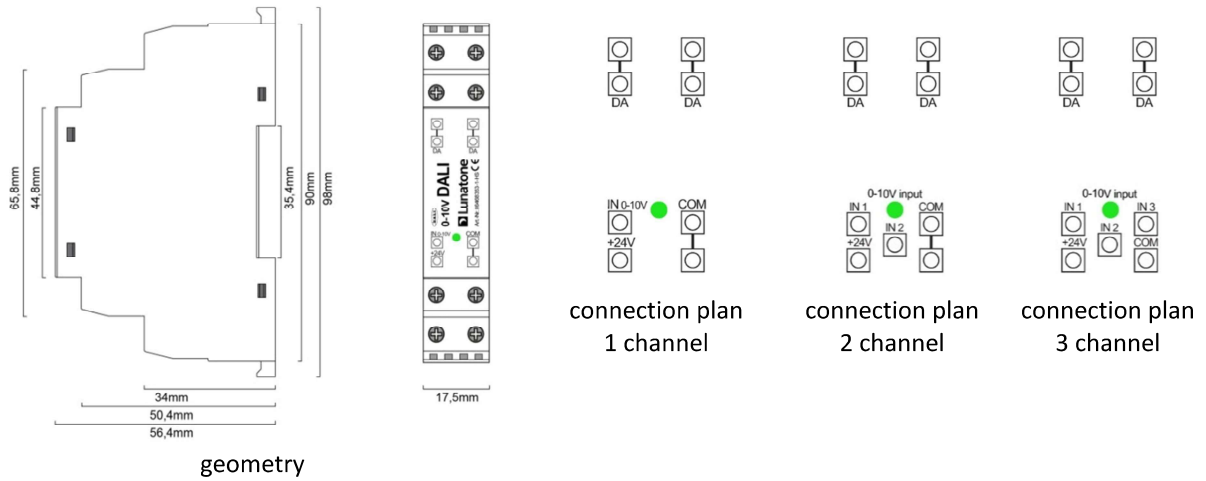 65,8mm
44,8mm
35,4mm
90mm
98mm
34mm
50,4mm
56,4mm
geometry
DA DA
0-10V DALI
Lunatone CE
IN 0-10V COM
+24V
17,5mm
DA DA
IN 0-10V COM
+24V
connection plan
1 channel
DA DA
0-10V input
IN 1 COM
IN 2
+24V
connection plan
2 channel
DA DA
0-10V input
IN 1 IN 3
IN 2
+24V COM
connection plan
3 channel